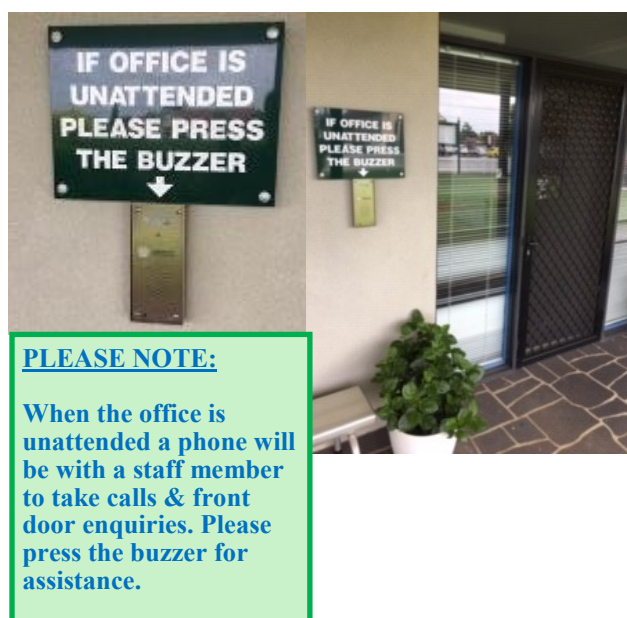 IF OFFICE IS
UNATTENDED
PLEASE PRESS
THE BUZZER
IF OFFICE IS
UNATTENDED
PLEASE PRESS
THE BUZZER
PLEASE NOTE:
When the office is
unattended a phone will
be with a staff member
to take calls & front
door enquiries. Please
press the buzzer for
assistance.